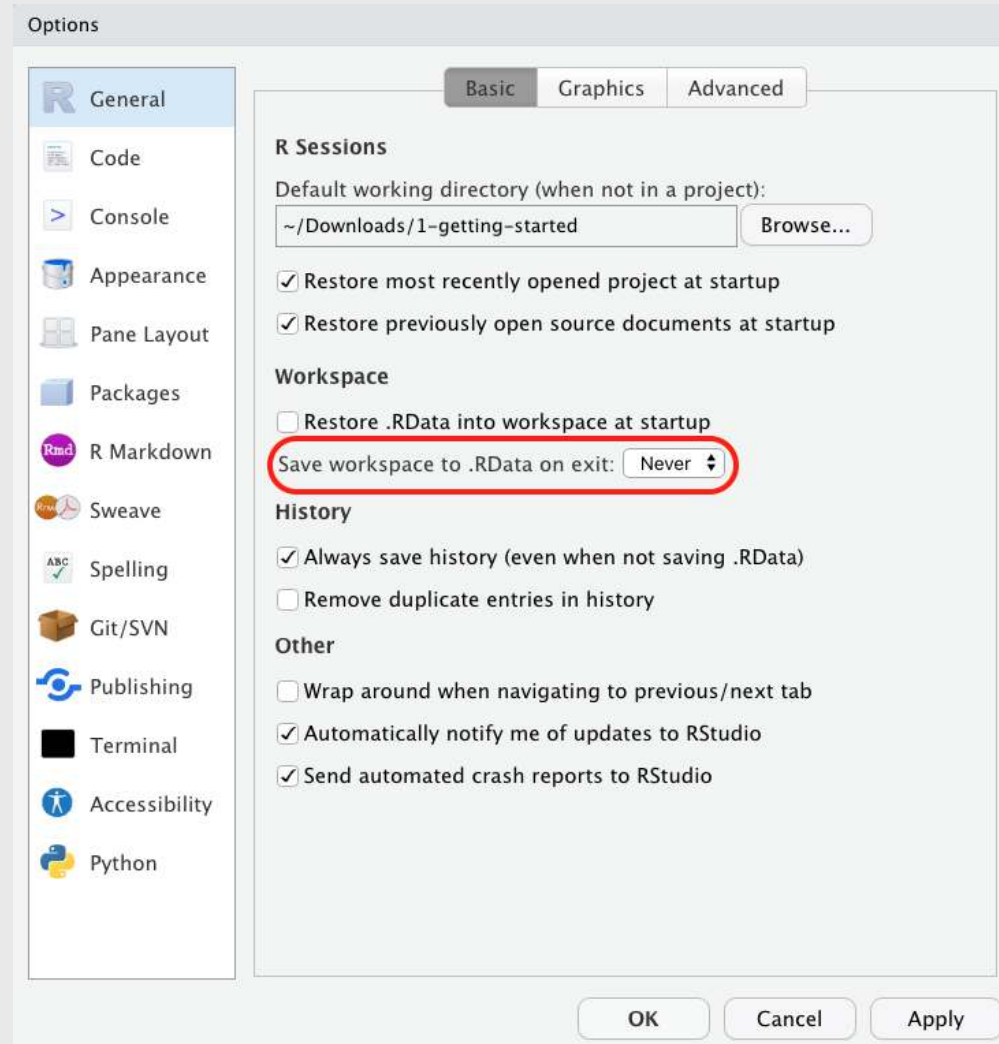 Options
General
Code
Console
Appearance
Pane Layout
Packages
Rmd R Markdown
Sweave
ABC Spelling
Git/SVN
Publishing
Terminal
Accessibility
Python
Basic Graphics Advanced
R Sessions
Default working directory (when not in a project):
~/Downloads/1-getting-started Browse...
Restore most recently opened project at startup
Restore previously open source documents at startup
Workspace
Restore .RData into workspace at startup
Save workspace to .RData on exit: Never
History
Always save history (even when not saving .RData)
Remove duplicate entries in history
Other
Wrap around when navigating to previous/next tab
Automatically notify me of updates to RStudio
Send automated crash reports to RStudio
OK Cancel Apply